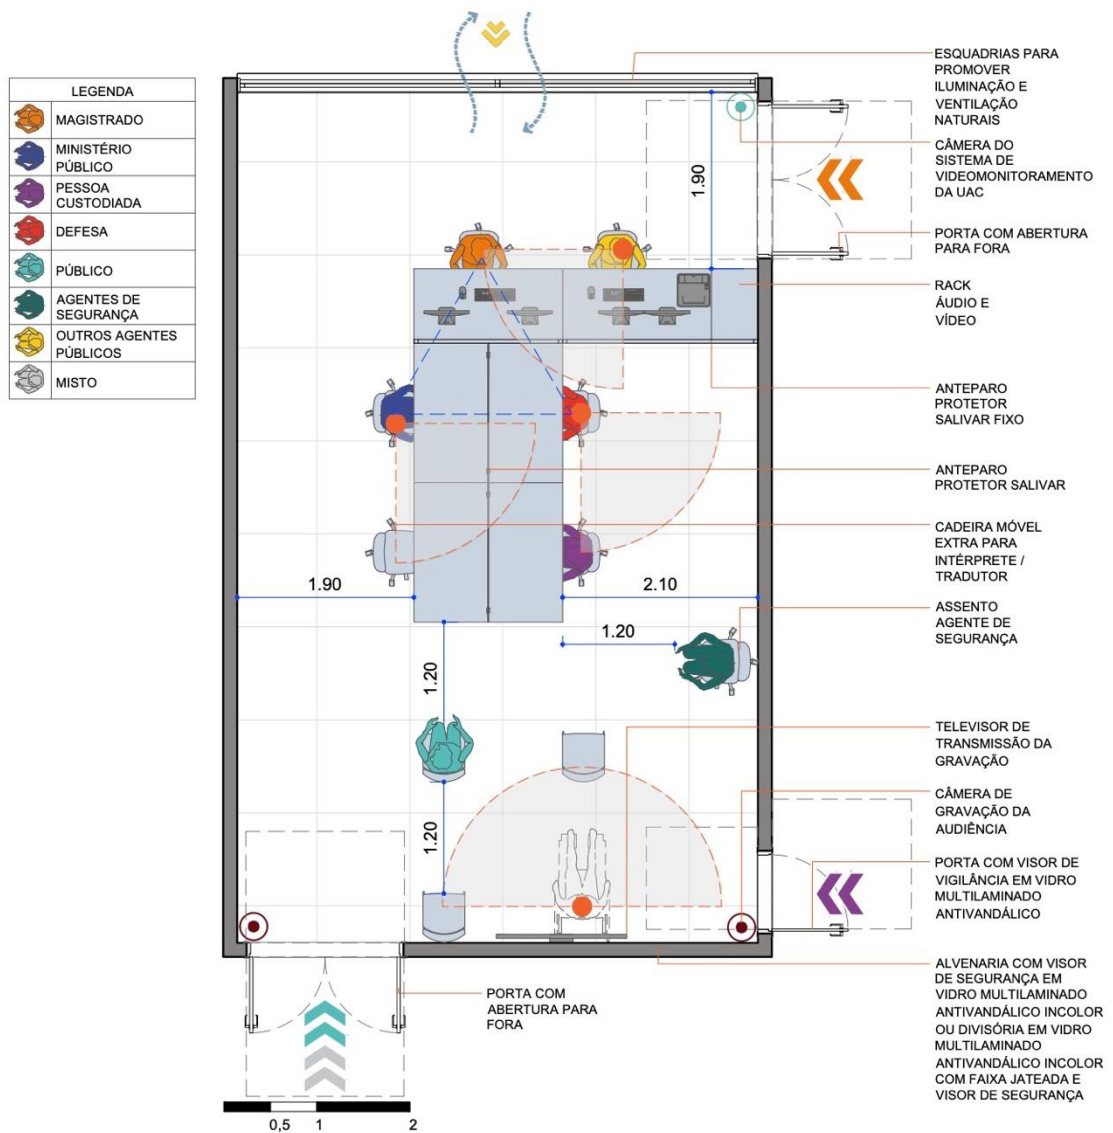 LEGENDA
MAGISTRADO
MINISTÉRIO
PÚBLICO
PESSOA
CUSTODIADA
DEFESA
PÚBLICO
AGENTES DE
SEGURANÇA
OUTROS AGENTES
PÚBLICOS
MISTO
1.90
1.90
2.10
1.20
1.20
1.20
ESQUADRIAS PARA
PROMOVER
ILUMINAÇÃO E
VENTILAÇÃO
NATURAIS
CÂMERA DO
SISTEMA DE
VIDEOMONITORAMENTO
DA UAC
PORTA COM ABERTURA
PARA FORA
RACK
ÁUDIO E
VÍDEO
ANTEPARO
PROTETOR
SALIVAR FIXO
ANTEPARO
PROTETOR SALIVAR
CADEIRA MÓVEL
EXTRA PARA
INTÉRPRETE /
TRADUTOR
ASSENTO
AGENTE DE
SEGURANÇA
TELEVISOR DE
TRANSMISSÃO DA
GRAVAÇÃO
CÂMERA DE
GRAVAÇÃO DA
AUDIÊNCIA
PORTA COM VISOR DE
VIGILÂNCIA EM VIDRO
MULTILAMINADO
ANTIVANDÁLICO
ALVENARIA COM VISOR
DE SEGURANÇA EM
VIDRO MULTILAMINADO
ANTIVANDÁLICO INCOLOR
OU DIVISÓRIA EM VIDRO
MULTILAMINADO
ANTIVANDÁLICO INCOLOR
COM FAIXA JATEADA E
VISOR DE SEGURANÇA
PORTA COM
ABERTURA PARA
FORA
0,5 1 2